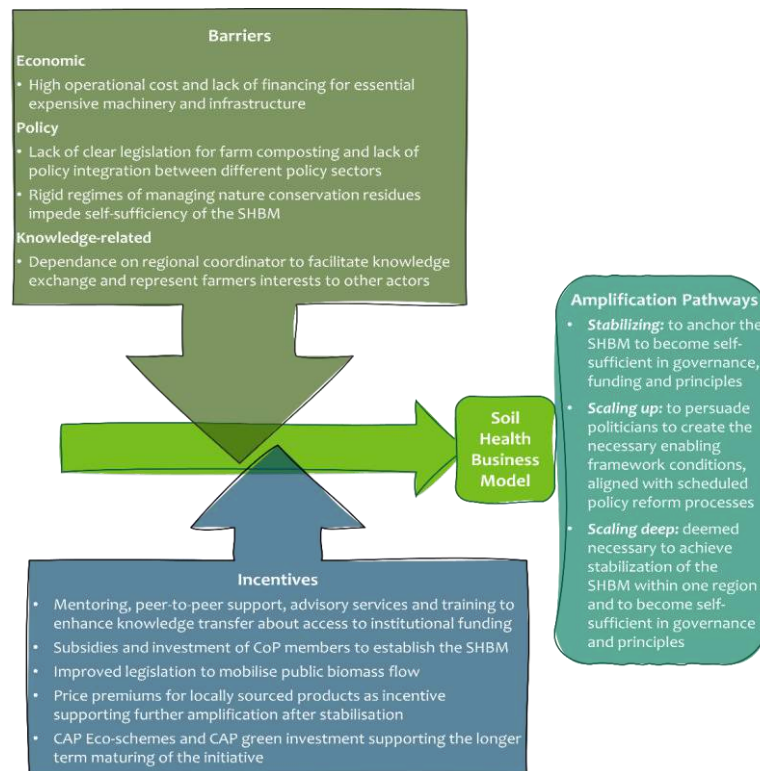 Barriers
Economic
• High operational cost and lack of financing for essential
expensive machinery and infrastructure
Policy
• Lack of clear legislation for farm composting and lack of
policy integration between different policy sectors
• Rigid regimes of managing nature conservation residues
impede self-sufficiency of the SHBM
Knowledge-related
• Dependance on regional coordinator to facilitate knowledge
exchange and represent farmers interests to other actors
Soil
Health
Business
Model
Amplification Pathways
• Stabilizing: to anchor the
SHBM to become self-
sufficient in governance,
funding and principles
• Scaling up: to persuade
politicians to create the
necessary enabling
framework conditions,
aligned with scheduled
policy reform processes
• Scaling deep: deemed
necessary to achieve
stabilization of the
SHBM within one region
and to become self-
sufficient in governance
and principles
Incentives
• Mentoring, peer-to-peer support, advisory services and training to
enhance knowledge transfer about access to institutional funding
• Subsidies and investment of CoP members to establish the SHBM
• Improved legislation to mobilise public biomass flow
• Price premiums for locally sourced products as incentive
supporting further amplification after stabilisation
• CAP Eco-schemes and CAP green investment supporting the longer
term maturing of the initiative